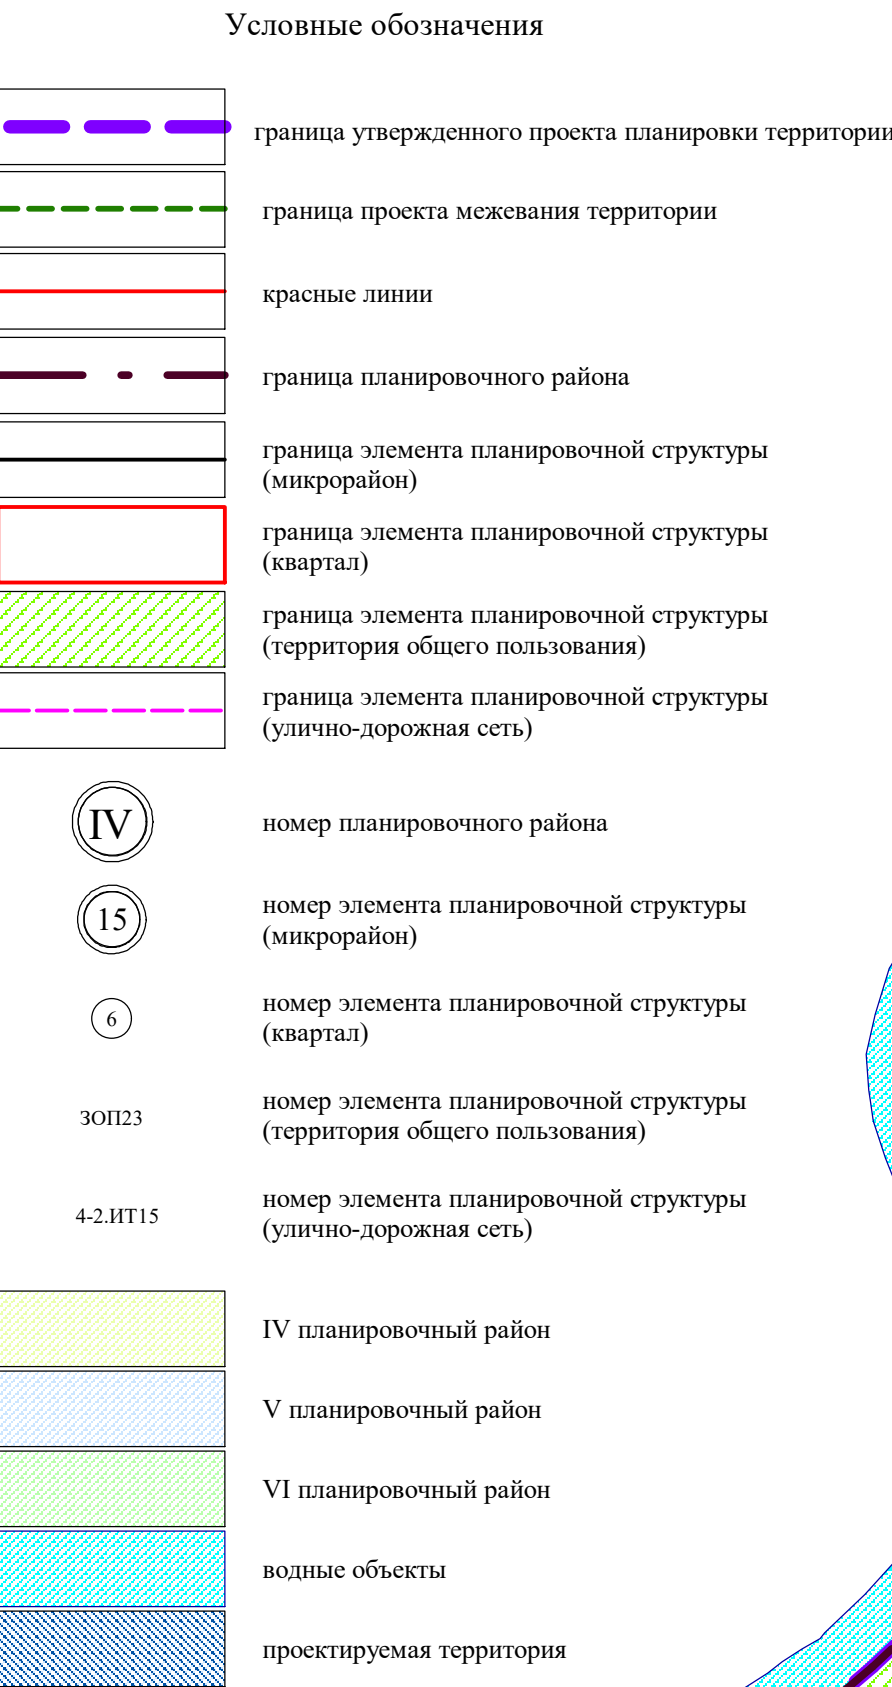 Условные обозначения
граница утвержденного проекта планировки территории
граница проекта межевания территории
красные линии
граница планировочного района
граница элемента планировочной структуры
(микрорайон)
граница элемента планировочной структуры
(квартал)
граница элемента планировочной структуры
(территория общего пользования)
граница элемента планировочной структуры
(улично-дорожная сеть)
IV
номер планировочного района
15
номер элемента планировочной структуры
(микрорайон)
6
номер элемента планировочной структуры
(квартал)
ЗОП23
номер элемента планировочной структуры
(территория общего пользования)
4-2.ИТ15
номер элемента планировочной структуры
(улично-дорожная сеть)
IV планировочный район
V планировочный район
VI планировочный район
водные объекты
проектируемая территория